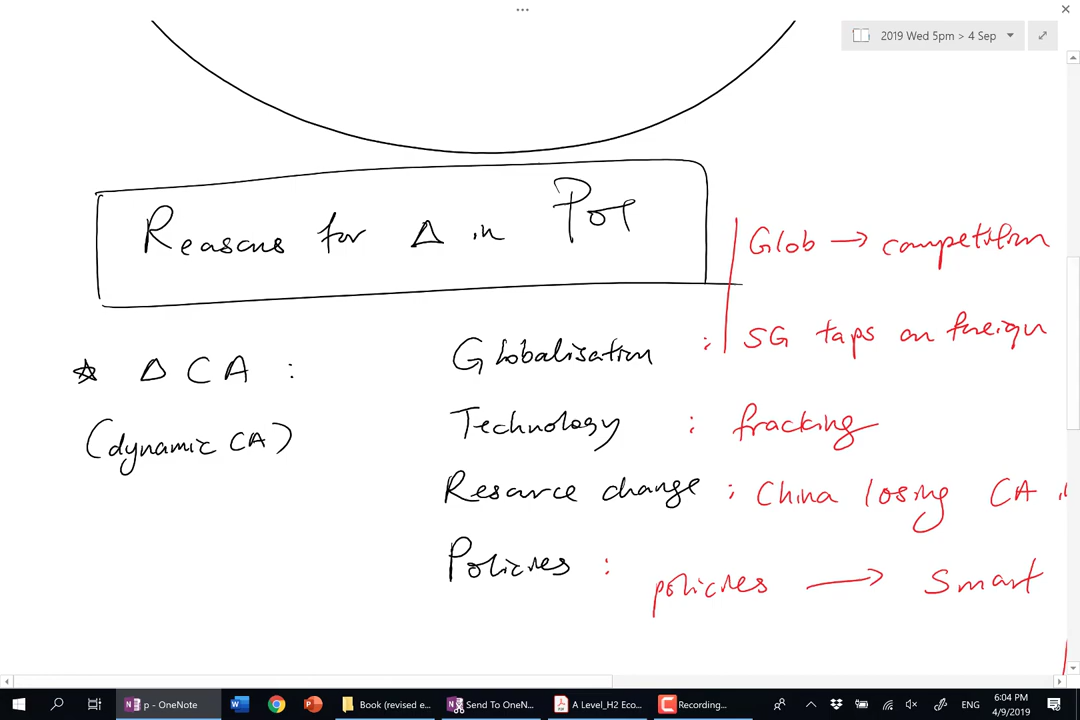 2019 Wed 5pm > 4 Sep
Reasons for Δ in PoT
Glob → competition
☆ Δ CA :
(dynamic CA)
Globalisation : SG taps on foreign
Technology : fracking
Resource change : China losing CA i
Policies : policies → Smart
p - OneNote
Book (revised e...
Send To OneN...
A Level_H2 Eco...
Recording...
ENG
6:04 PM
4/9/2019